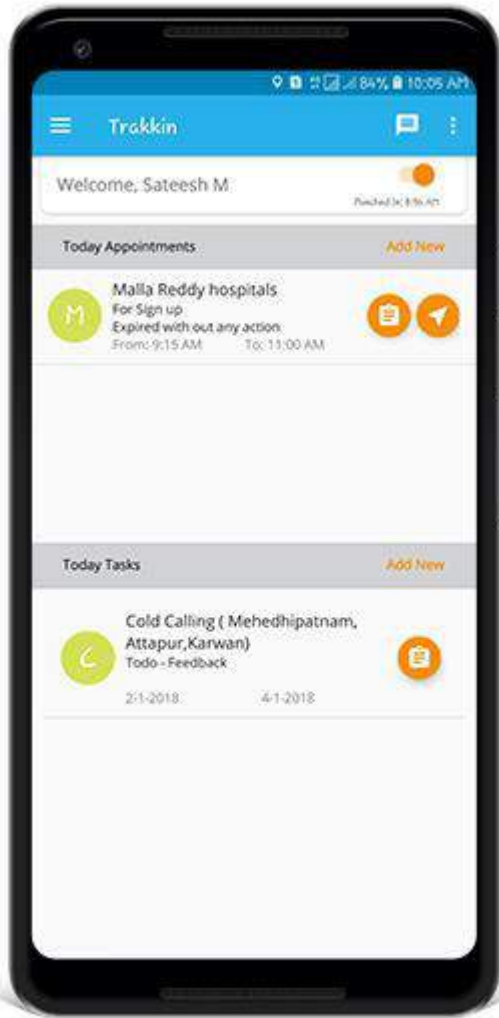 84% 10:05 AM
Trakkin
Welcome, Sateesh M
Punched In: 8:56 AM
Today Appointments Add New
M
Malla Reddy hospitals
For Sign up
Expired with out any action
From: 9:15 AM To: 11:00 AM
Today Tasks Add New
C
Cold Calling ( Mehedhipatnam,
Attapur,Karwan)
Todo - Feedback
2-1-2018 4-1-2018